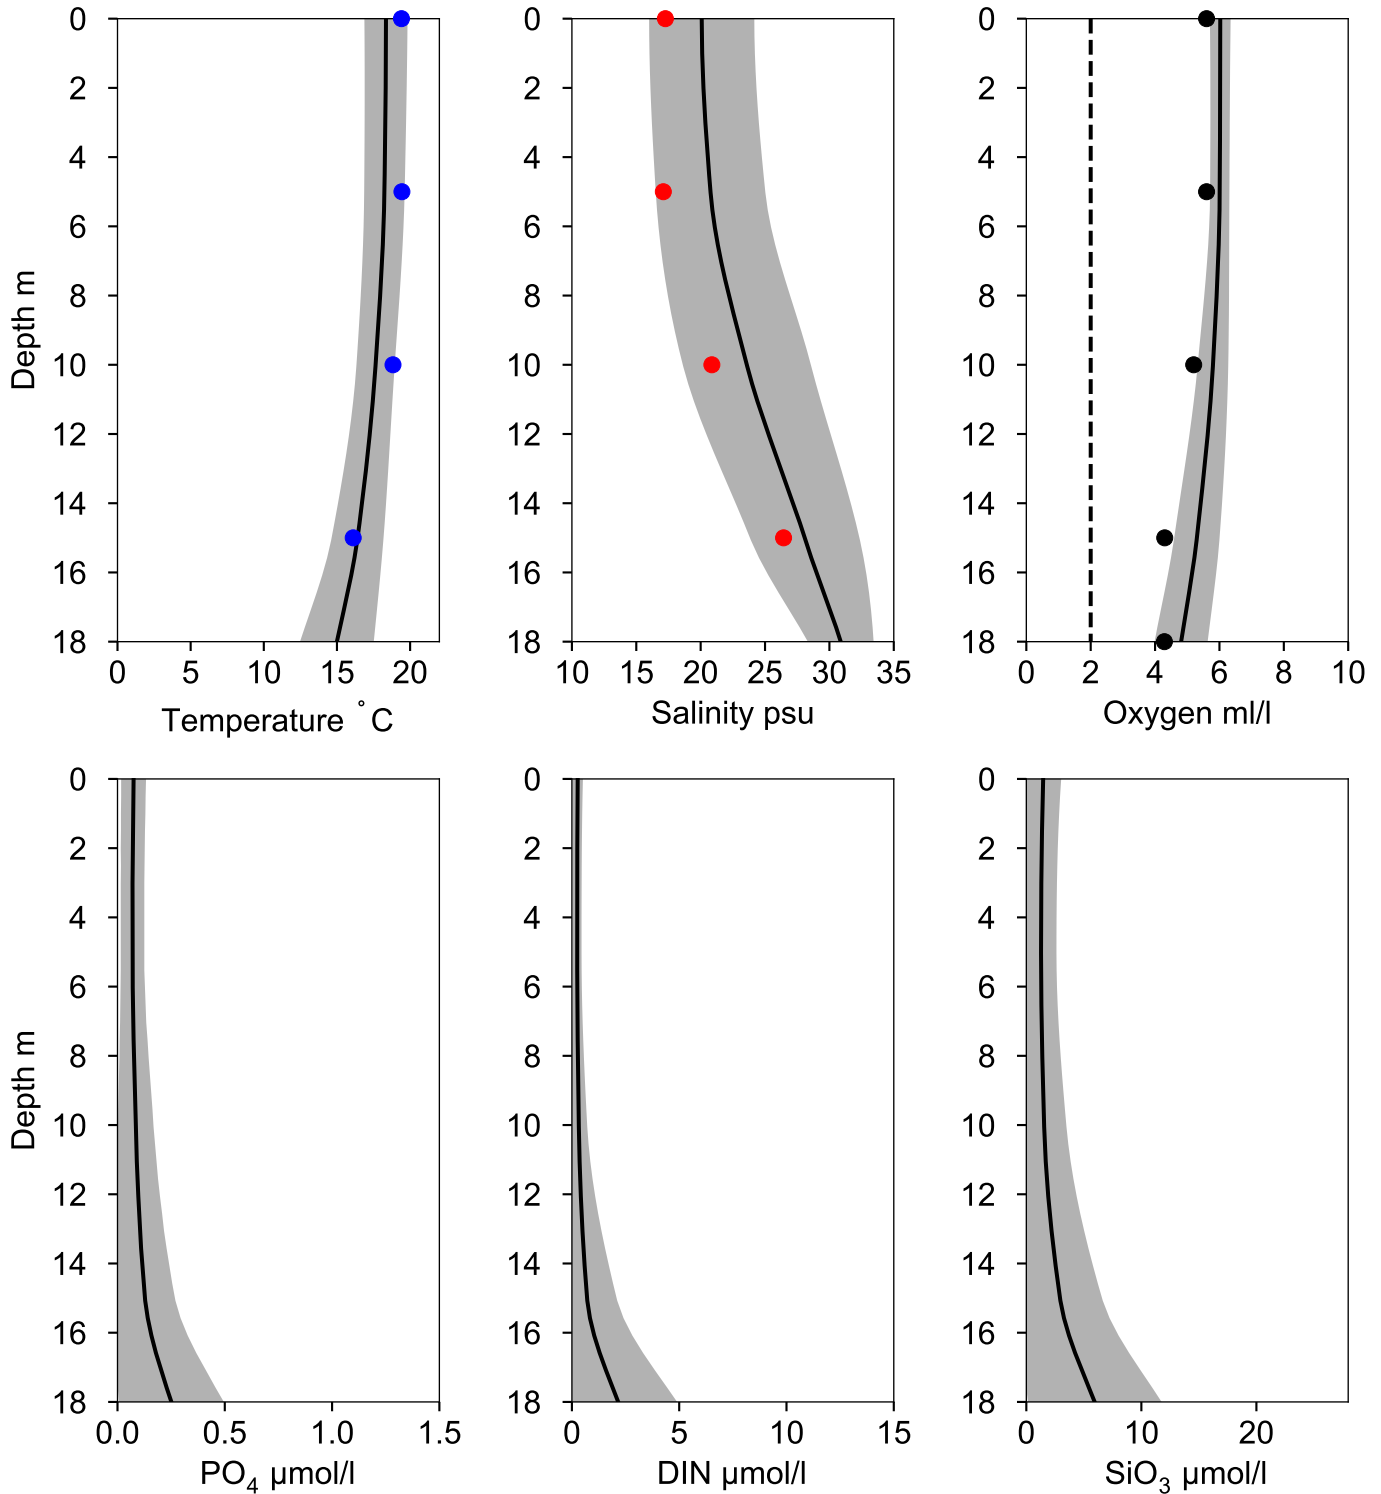 0 0 0
2 2 2
4 4 4
6 6 6
8 8 8
10 10 10
12 12 12
14 14 14
16 16 16
18 18 18
Depth m
0 5 10 15 20 10 15 20 25 30 35 0 2 4 6 8 10
Temperature °C Salinity psu Oxygen ml/l
0 0 0
2 2 2
4 4 4
6 6 6
8 8 8
10 10 10
12 12 12
14 14 14
16 16 16
18 18 18
Depth m
0.0 0.5 1.0 1.5 0 5 10 15 0 10 20
PO₄ µmol/l DIN µmol/l SiO₃ µmol/l